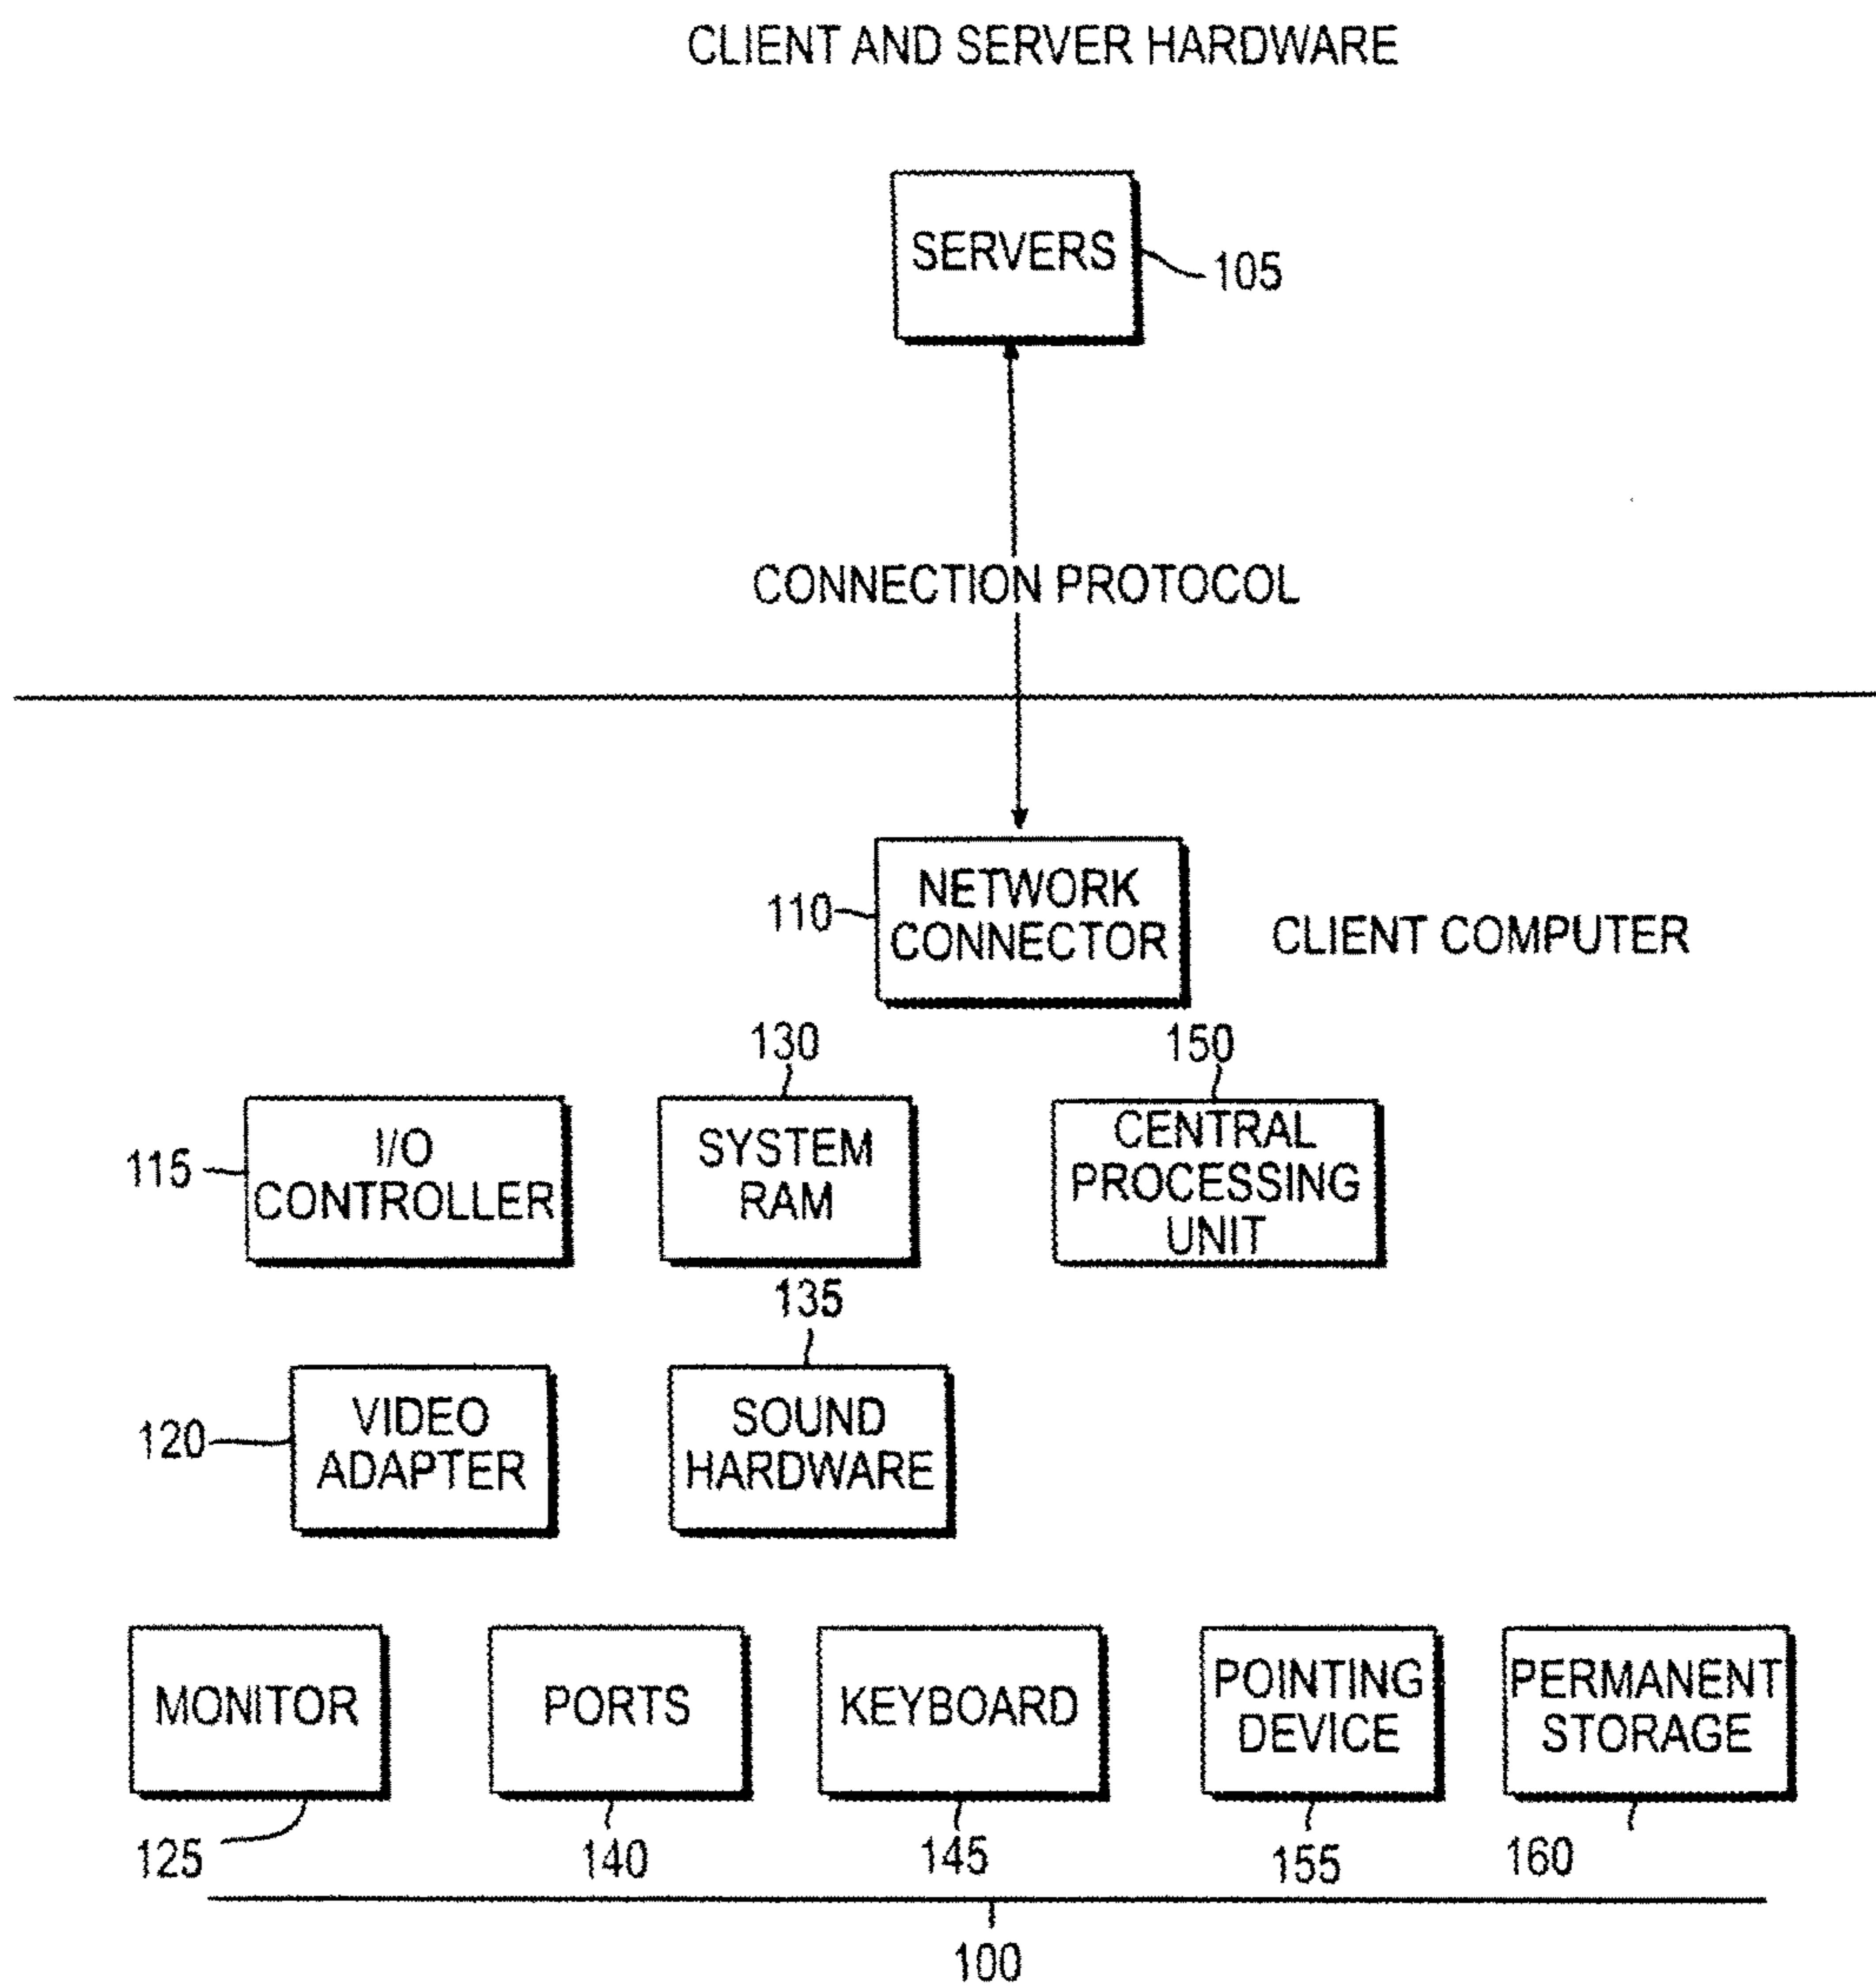 CLIENT AND SERVER HARDWARE
SERVERS
105
CONNECTION PROTOCOL
110
NETWORK
CONNECTOR
CLIENT COMPUTER
130
150
115
I/O
CONTROLLER
SYSTEM
RAM
CENTRAL
PROCESSING
UNIT
135
120
VIDEO
ADAPTER
SOUND
HARDWARE
MONITOR
PORTS
KEYBOARD
POINTING
DEVICE
PERMANENT
STORAGE
125
140
145
155
160
100